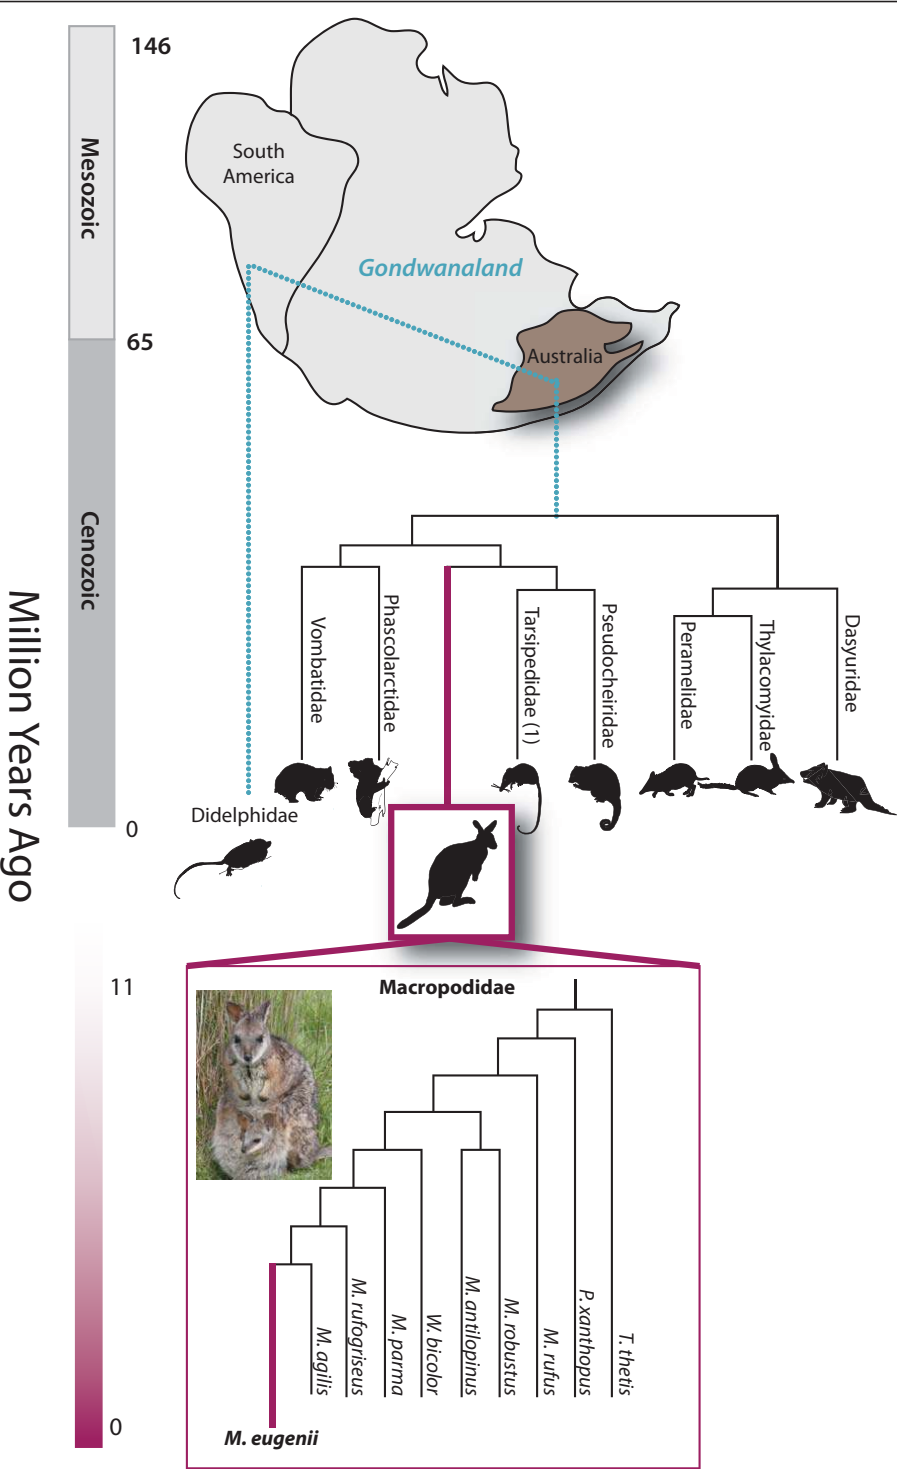 146
Mesozoic
South
America
Gondwanaland
65
Australia
Cenozoic
Million Years Ago
Vombatidae
Phascolarctidae
Tarsipedidae (1)
Pseudocheiridae
Peramelidae
Thylacomyidae
Dasyuridae
Didelphidae
0
11
Macropodidae
M. agilis
M. rufogriseus
M. parma
W. bicolor
M. antilopinus
M. robustus
M. rufus
P. xanthopus
T. thetis
0
M. eugenii